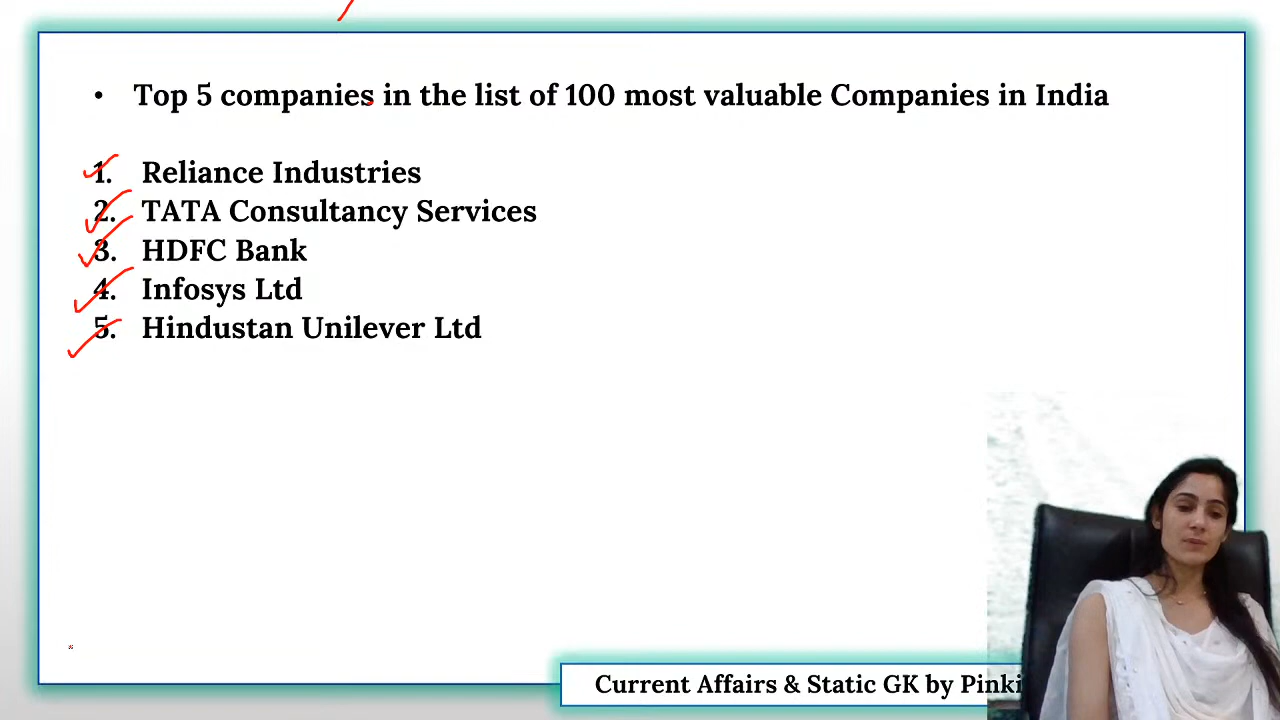 • Top 5 companies in the list of 100 most valuable Companies in India
1. Reliance Industries
2. TATA Consultancy Services
3. HDFC Bank
4. Infosys Ltd
5. Hindustan Unilever Ltd
Current Affairs & Static GK by Pinki